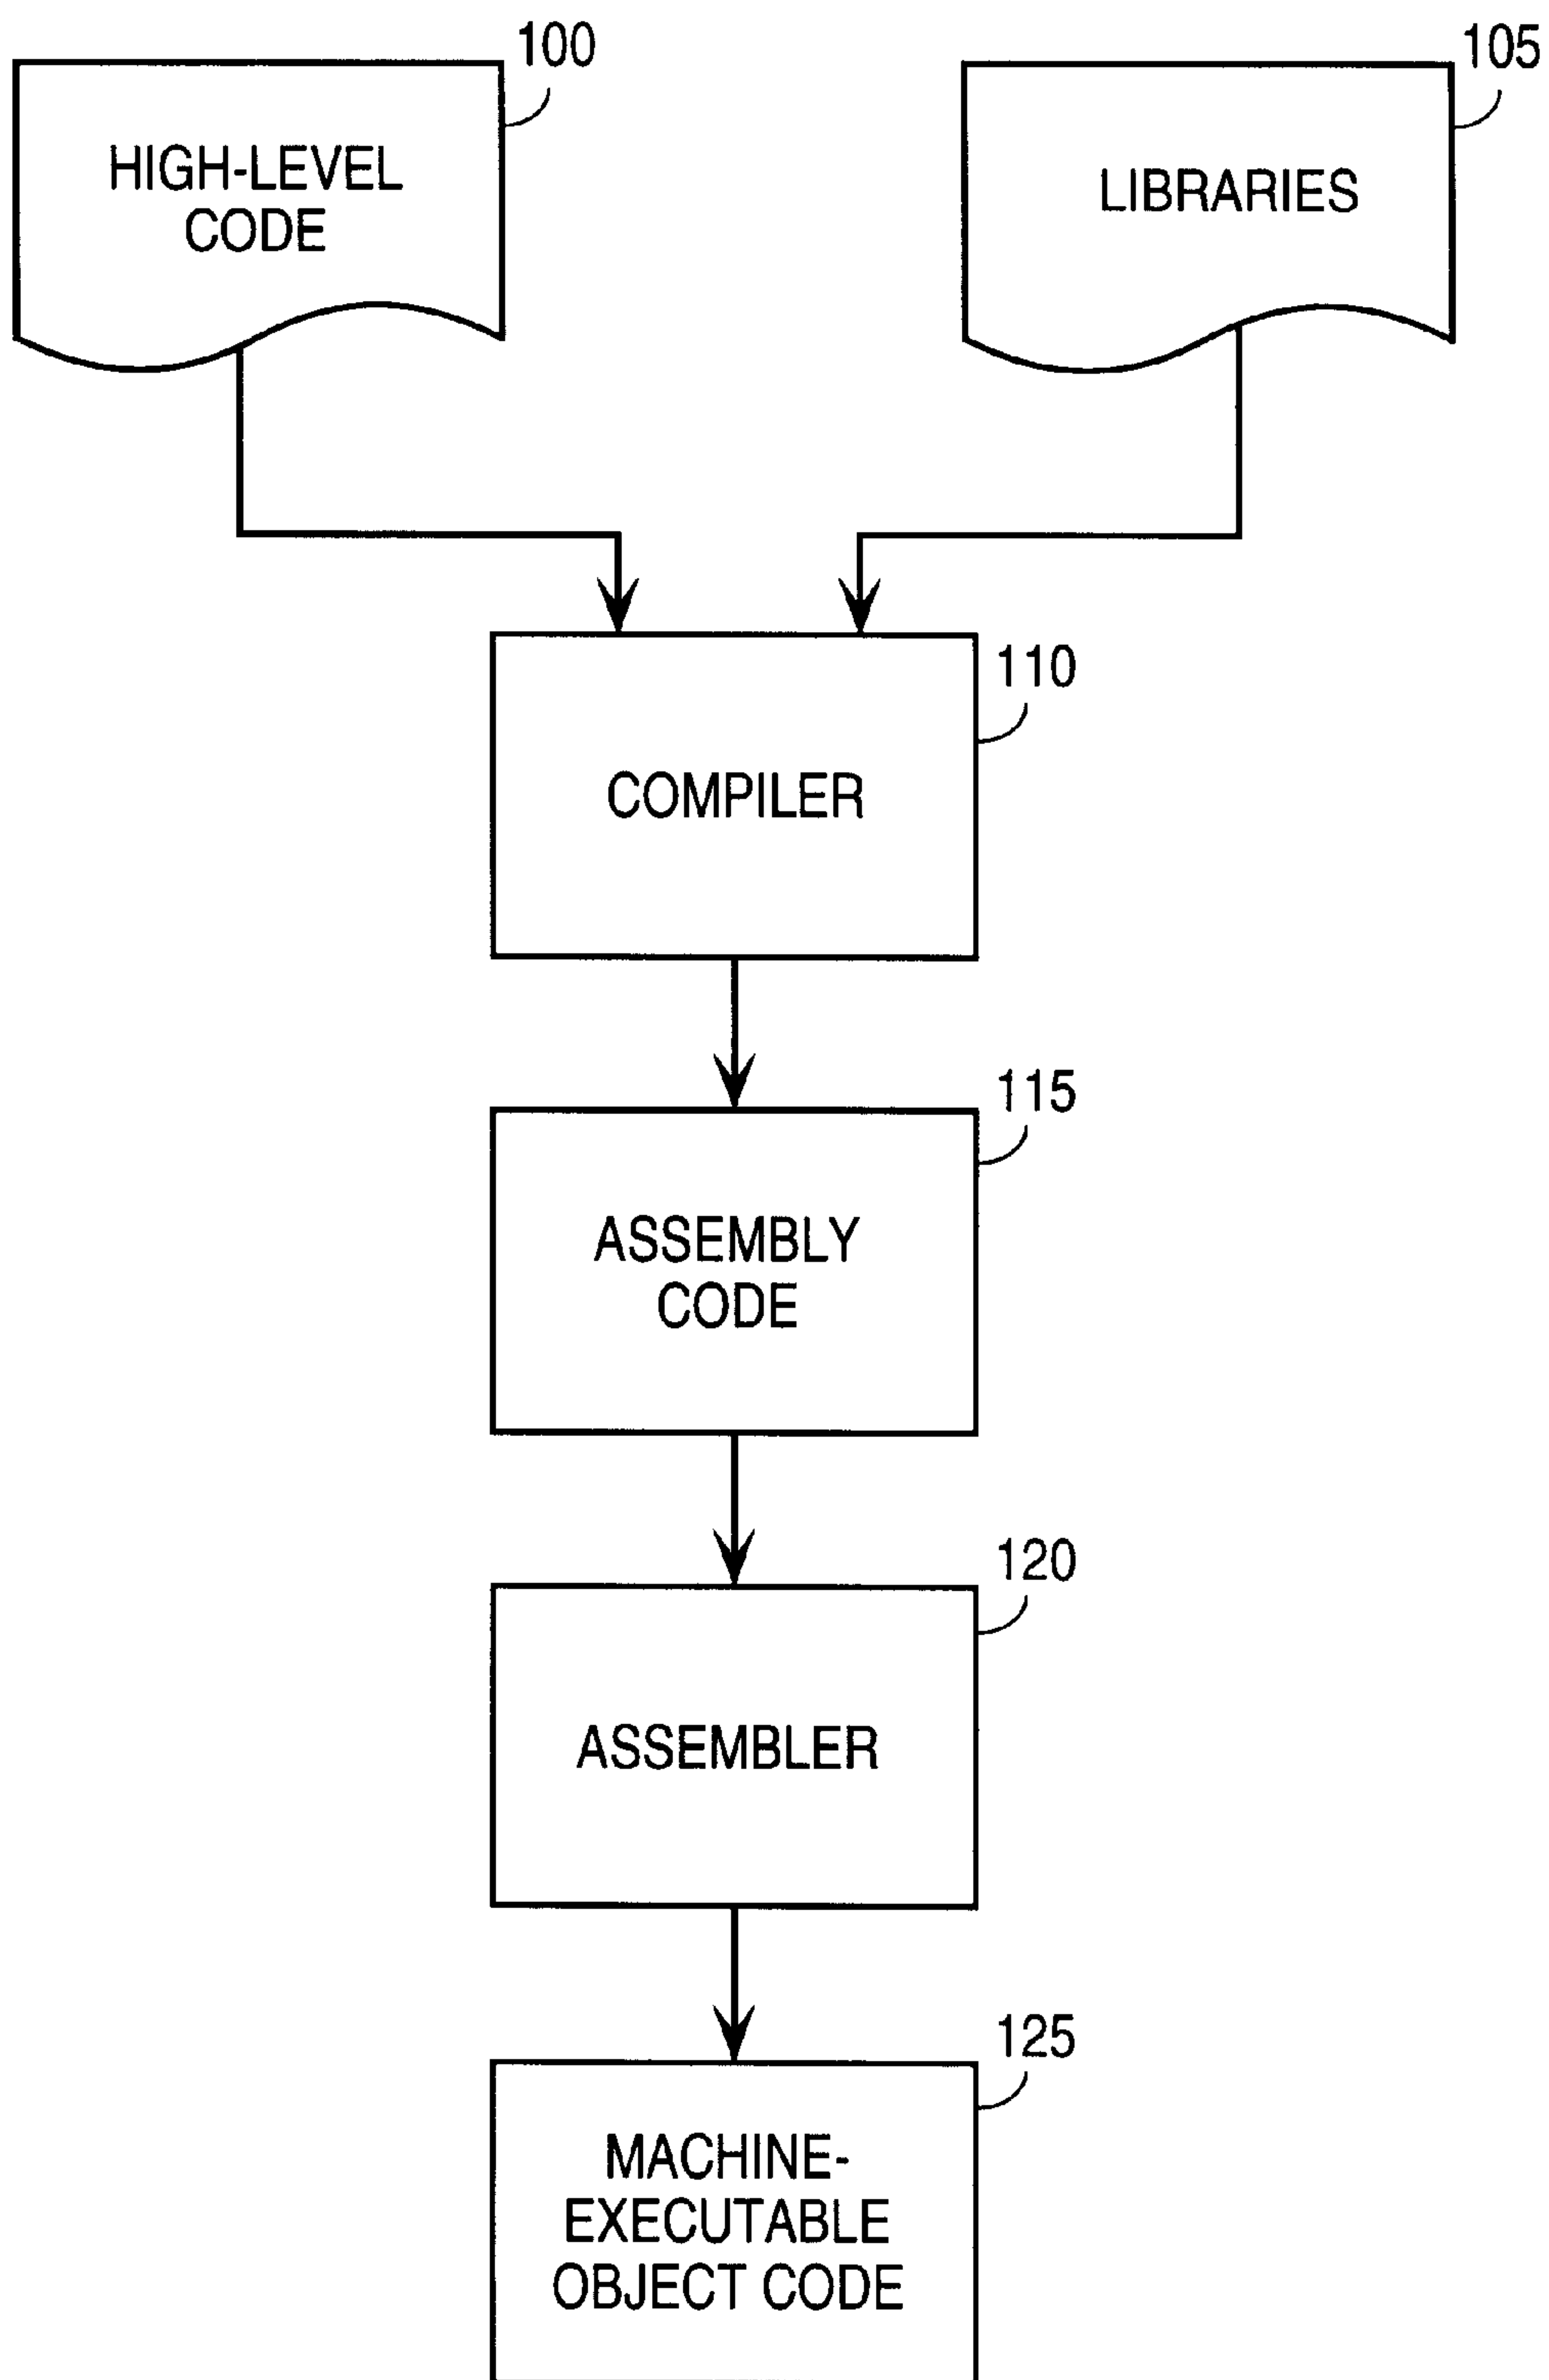 100
105
HIGH-LEVEL
CODE
LIBRARIES
110
COMPILER
115
ASSEMBLY
CODE
120
ASSEMBLER
125
MACHINE-
EXECUTABLE
OBJECT CODE